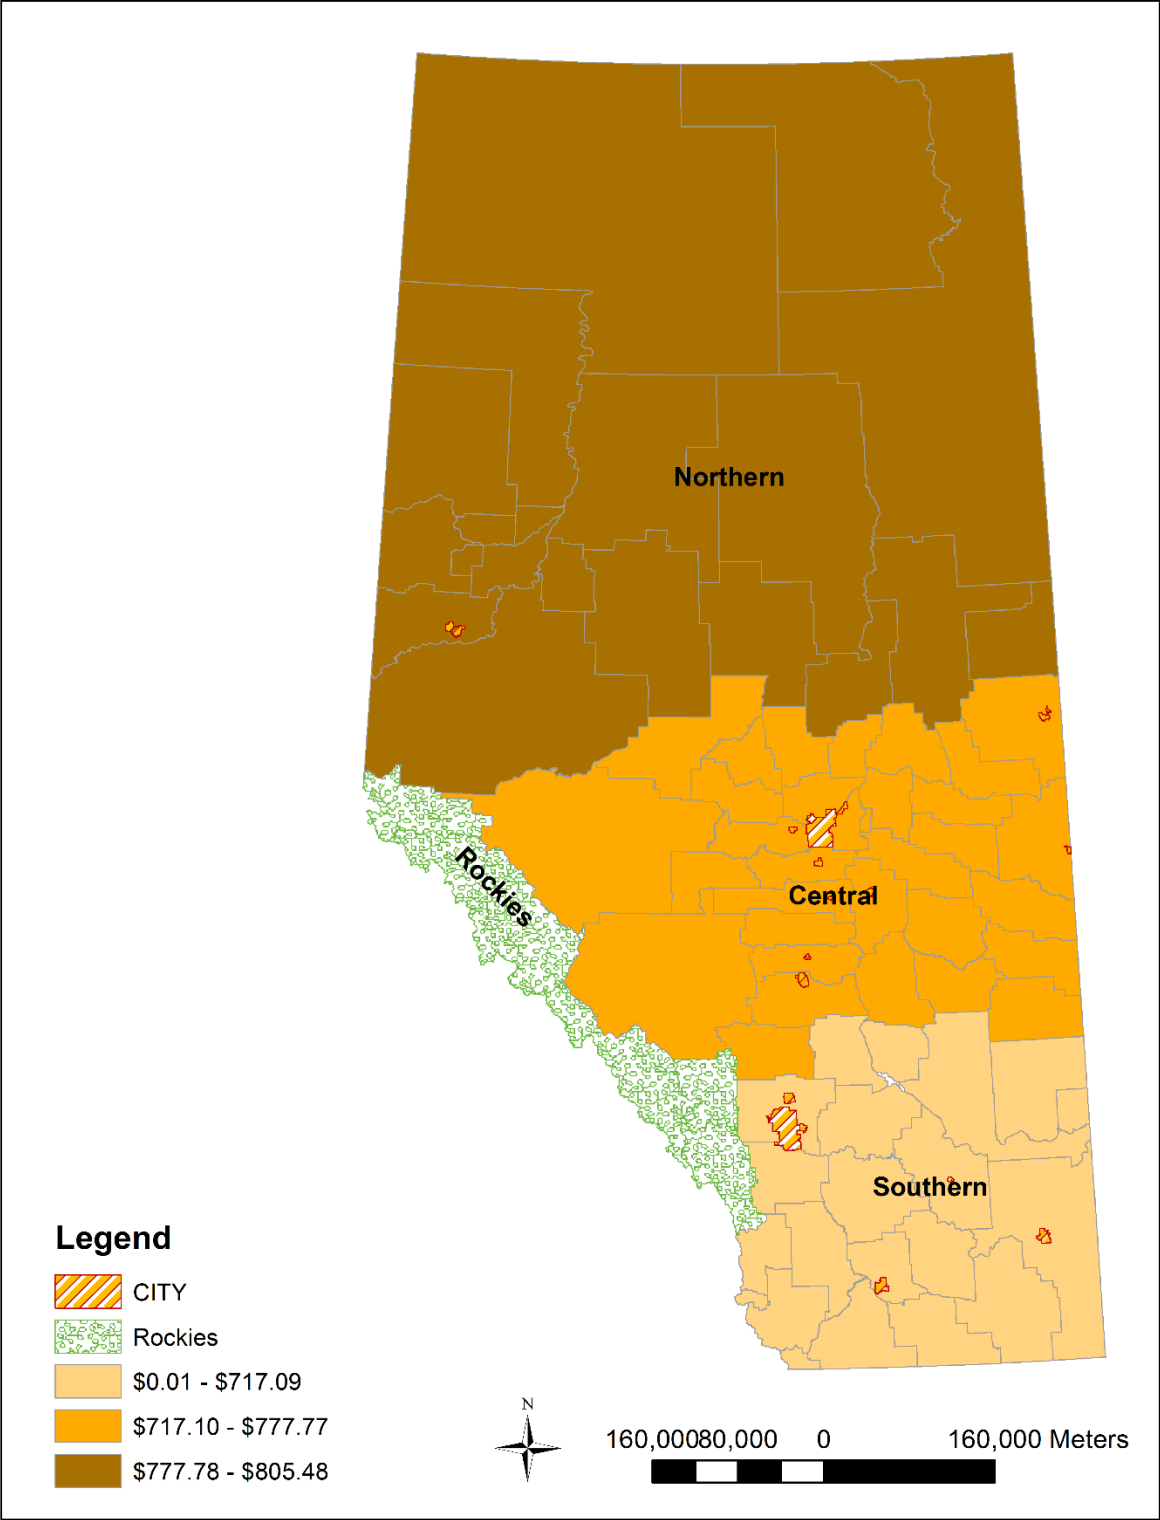 Northern
Rockies
Central
Southern
Legend
CITY
Rockies
$0.01 - $717.09
$717.10 - $777.77
$777.78 - $805.48
N
160,00080,000 0 160,000 Meters